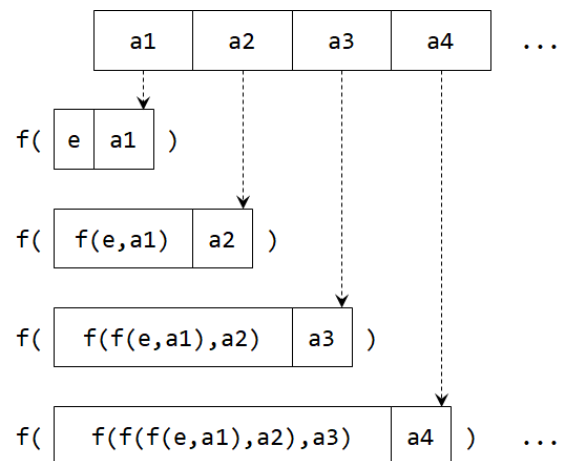 a1 a2 a3 a4 ...
f( e a1 )
f( f(e,a1) a2 )
f( f(f(e,a1),a2) a3 )
f( f(f(f(e,a1),a2),a3) a4 ) ...